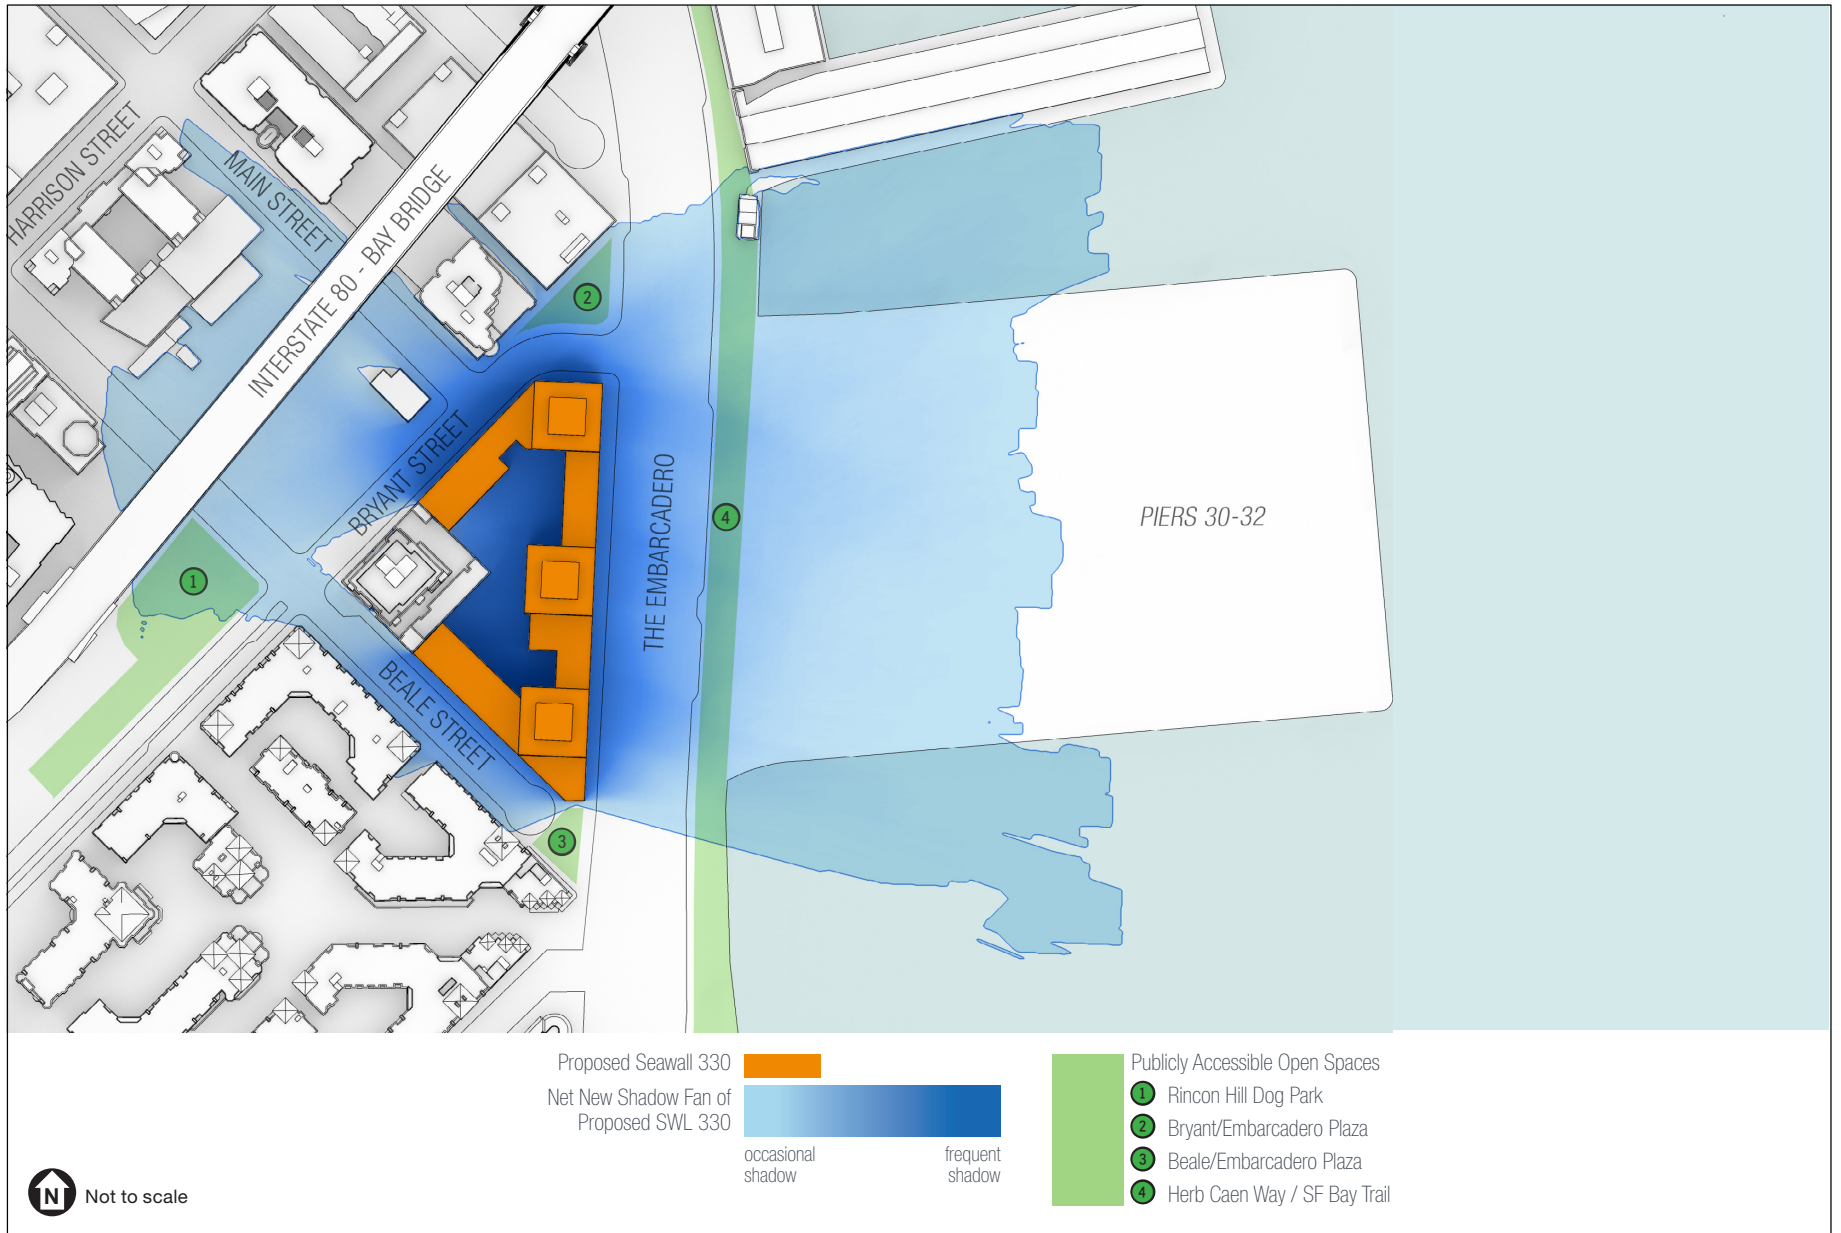 HARRISON STREET
MAIN STREET
INTERSTATE 80 - BAY BRIDGE
2
BRYANT STREET
THE EMBARCADERO
4
PIERS 30-32
1
BEALE STREET
3
Proposed Seawall 330
Net New Shadow Fan of
Proposed SWL 330
occasional
shadow
frequent
shadow
Publicly Accessible Open Spaces
1 Rincon Hill Dog Park
2 Bryant/Embarcadero Plaza
3 Beale/Embarcadero Plaza
4 Herb Caen Way / SF Bay Trail
N Not to scale